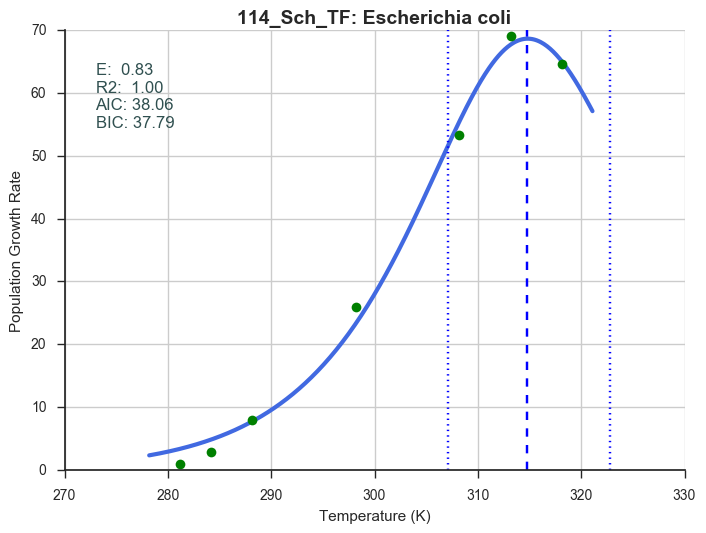 114_Sch_TF: Escherichia coli
E:  0.83
R2:  1.00
AIC: 38.06
BIC: 37.79
Population Growth Rate
70
60
50
40
30
20
10
0
270 280 290 300 310 320 330
Temperature (K)